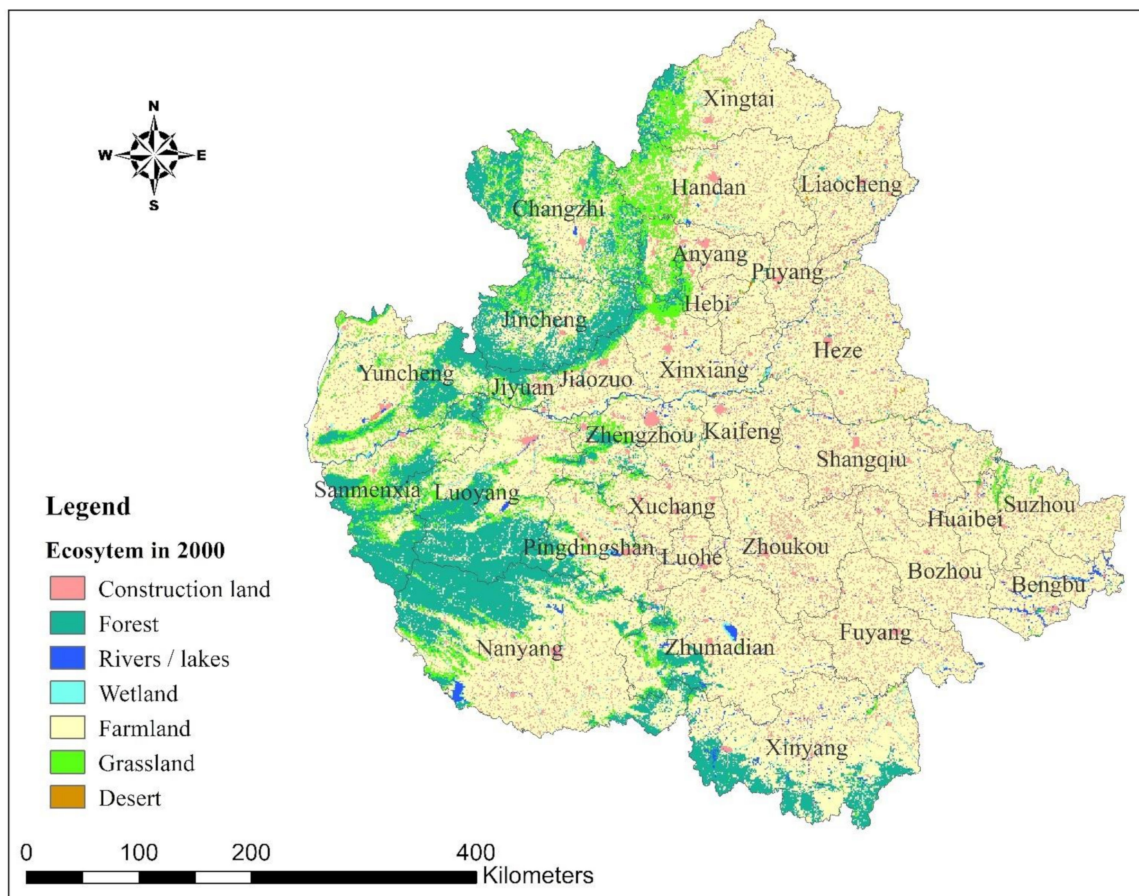 N
W E
S
Xingtai
Handan
Liaocheng
Changzhi
Anyang
Puyang
Hebi
Jincheng
Heze
Yuncheng
Jiyuan
Jiaozuo
Xinxiang
Zhengzhou
Kaifeng
Shangqiu
Sanmenxia
Luoyang
Xuchang
Huaibei
Suzhou
Pingdingshan
Luohe
Zhoukou
Bozhou
Bengbu
Nanyang
Zhumadian
Fuyang
Xinyang
Legend
Ecosytem in 2000
Construction land
Forest
Rivers / lakes
Wetland
Farmland
Grassland
Desert
0 100 200 400
Kilometers